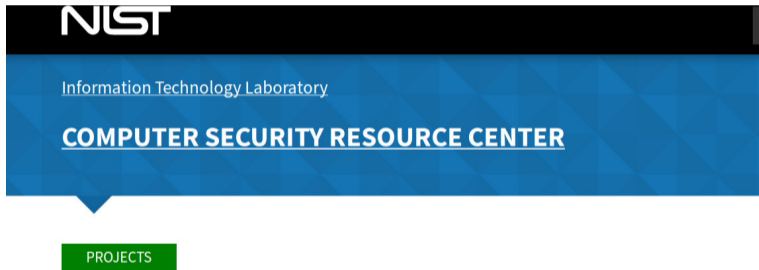 NIST
Information Technology Laboratory
COMPUTER SECURITY RESOURCE CENTER
PROJECTS